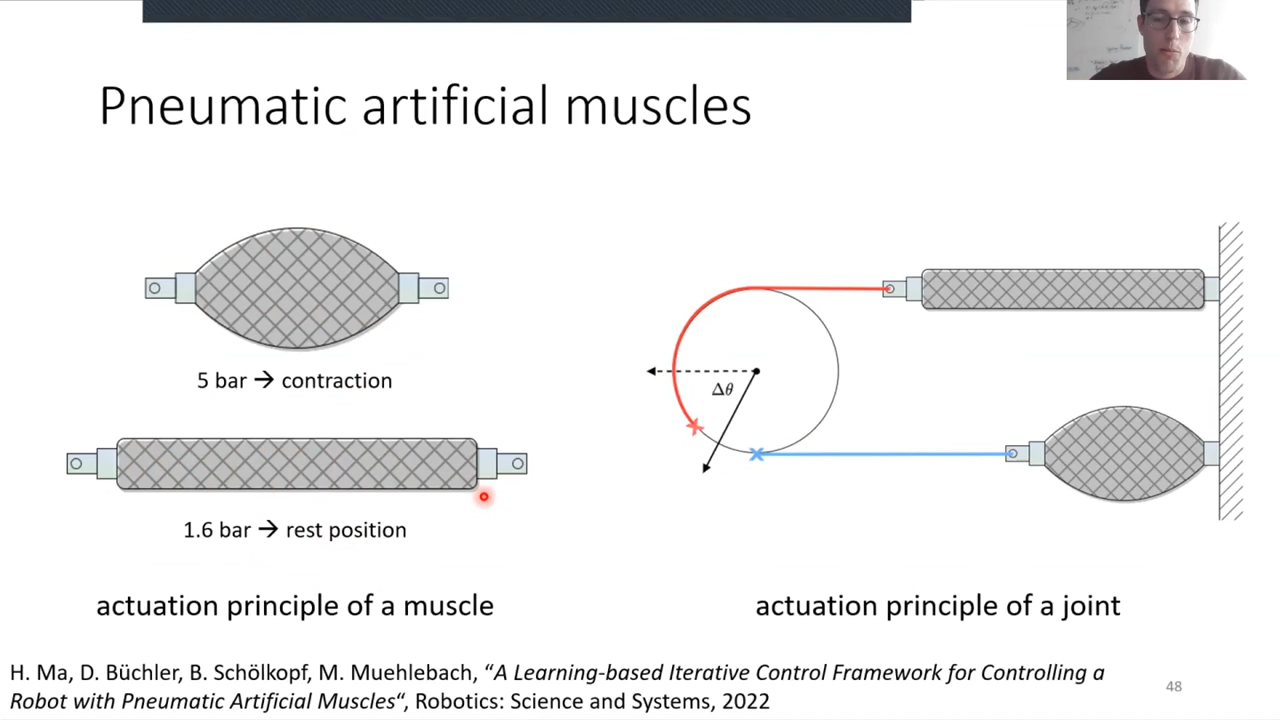 Pneumatic artificial muscles
5 bar → contraction
1.6 bar → rest position
Δθ
actuation principle of a muscle
actuation principle of a joint
H. Ma, D. Büchler, B. Schölkopf, M. Muehlebach, “A Learning-based Iterative Control Framework for Controlling a
Robot with Pneumatic Artificial Muscles“, Robotics: Science and Systems, 2022
48